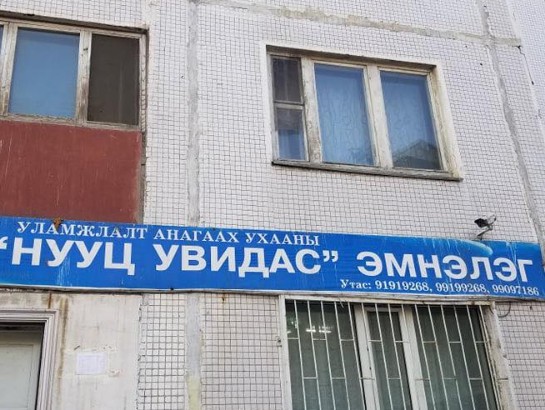 УЛАМЖЛАЛТ АНАГААХ УХААНЫ
“НУУЦ УВИДАС” ЭМНЭЛЭГ
Утас: 91919268, 99199268, 99097186